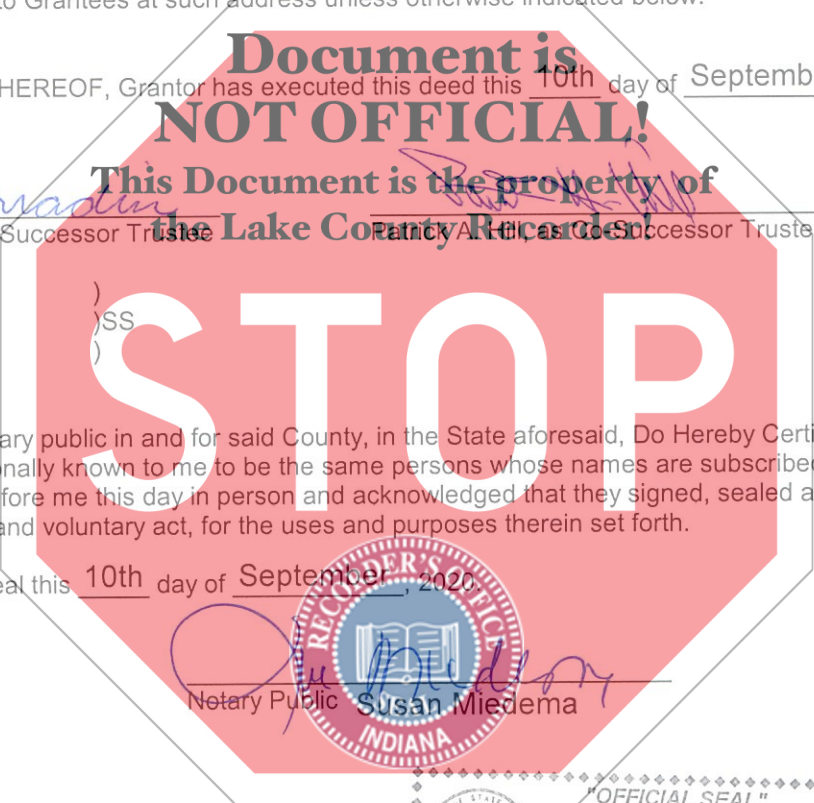 to Grantees at such address unless otherwise indicated below.
Document is
HEREOF, Grantor has executed this deed this 10th day of Septemb
NOT OFFICIAL!
This Document is the property of
the Lake County Recorder!
Successor Trustee
Patrick A. Hill, as Co-Successor Truste
)
)SS
)
STOP
ary public in and for said County, in the State aforesaid, Do Hereby Certi
onally known to me to be the same persons whose names are subscribed
fore me this day in person and acknowledged that they signed, sealed a
and voluntary act, for the uses and purposes therein set forth.
eal this 10th day of September, 2020.
RECORDER'S OFFICE
SEAL
INDIANA
Notary Public Susan Miedema
"OFFICIAL SEAL"